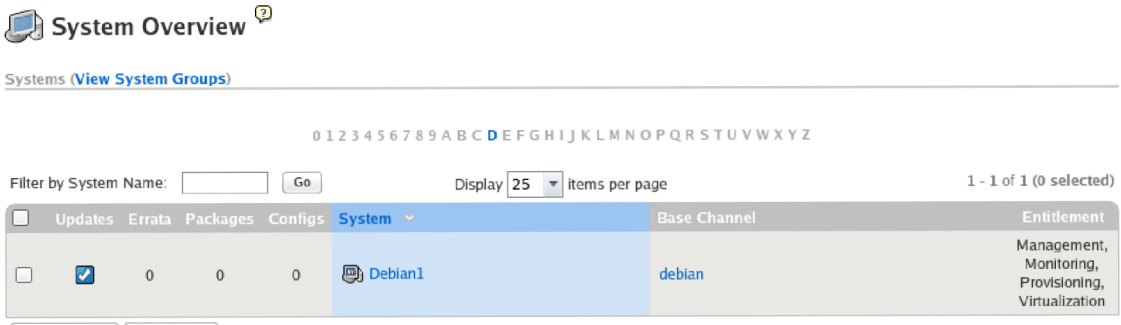 System Overview ?
Systems (View System Groups)
0 1 2 3 4 5 6 7 8 9 A B C D E F G H I J K L M N O P Q R S T U V W X Y Z
Filter by System Name: Go Display 25 items per page 1 - 1 of 1 (0 selected)
Updates Errata Packages Configs System Base Channel Entitlement
0 0 0 Debian1 debian Management,
Monitoring,
Provisioning,
Virtualization